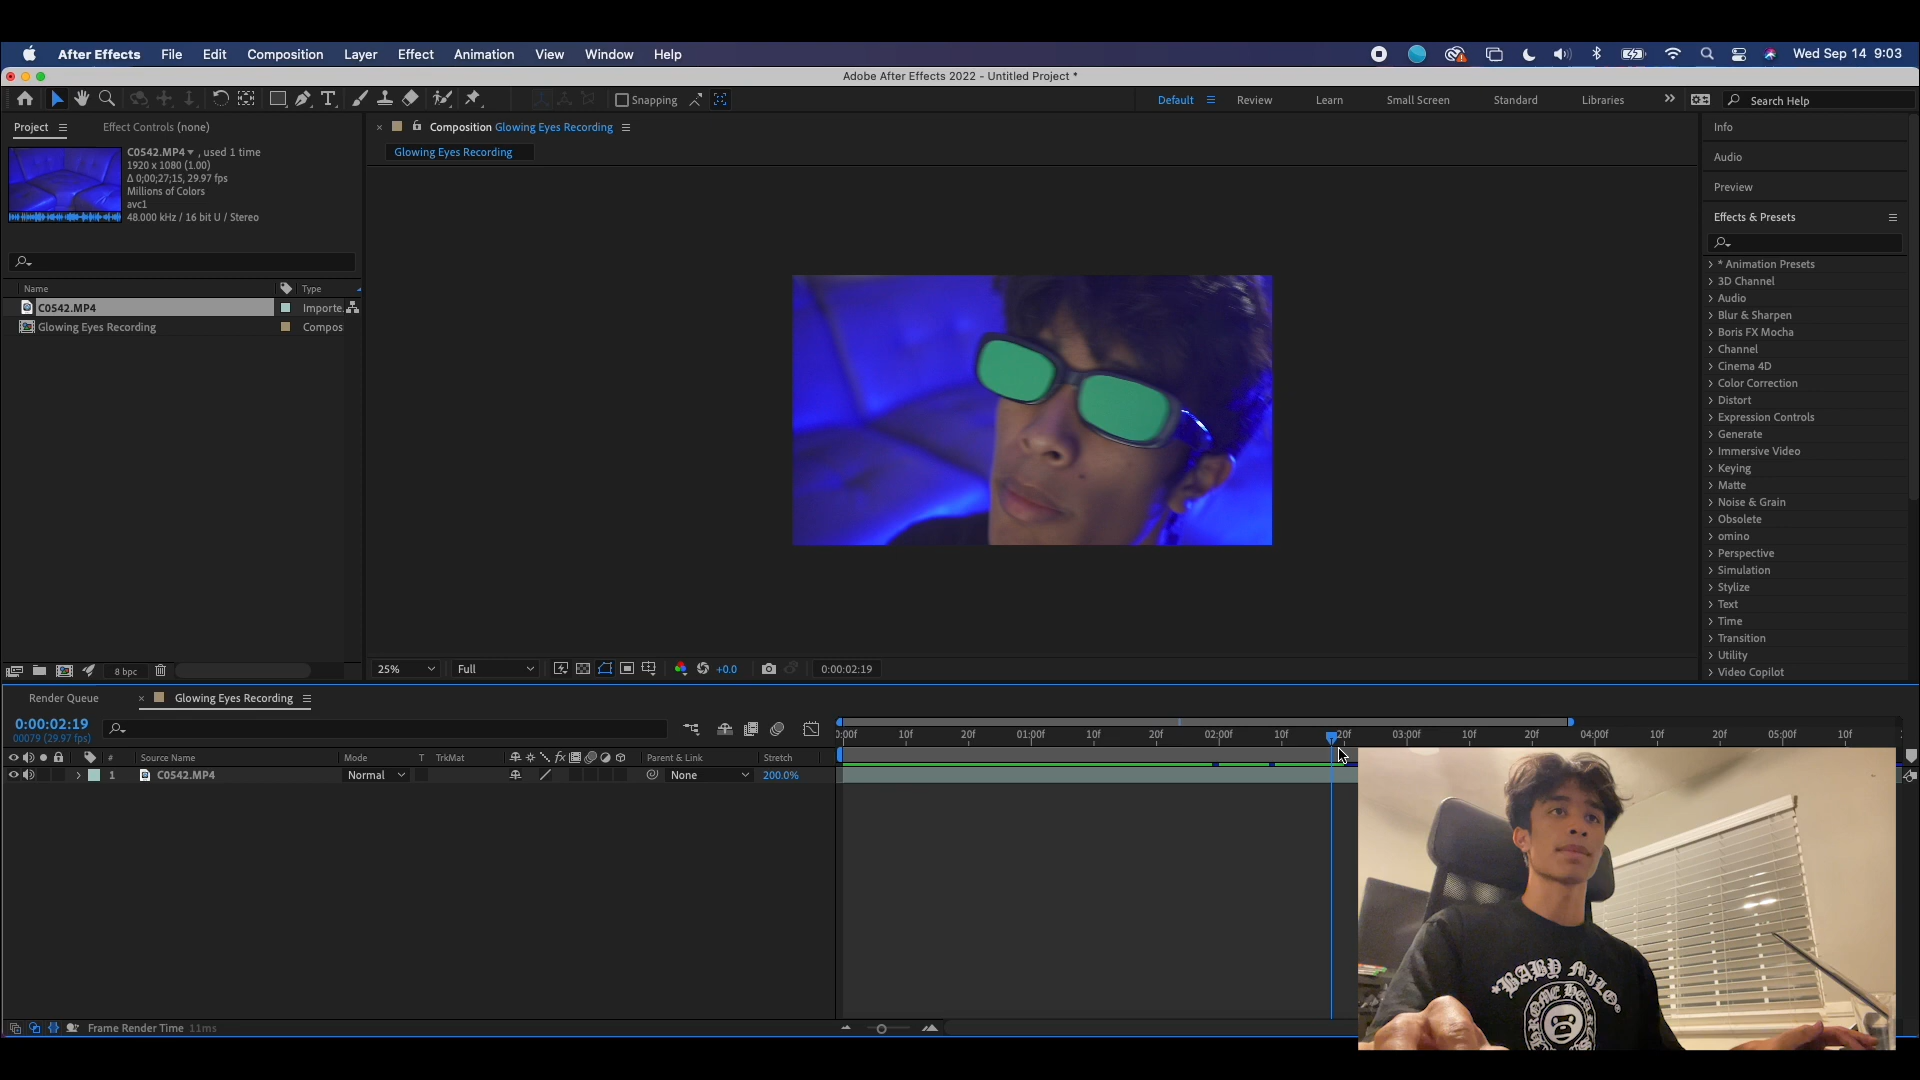 After Effects File Edit Composition Layer Effect Animation View Window Help Wed Sep 14 9:03
Adobe After Effects 2022 - Untitled Project *
Snapping Default Review Learn Small Screen Standard Libraries Search Help
Project Effect Controls (none)
C0542.MP4 , used 1 time
1920 x 1080 (1.00)
Δ 0;00;27;15, 29.97 fps
Millions of Colors
avc1
48.000 kHz / 16 bit U / Stereo
Name Type
C0542.MP4 Importe
Glowing Eyes Recording Compos
8 bpc
Composition Glowing Eyes Recording
Glowing Eyes Recording
25% Full +0.0 0:00:02:19
Info
Audio
Preview
Effects & Presets
* Animation Presets
3D Channel
Audio
Blur & Sharpen
Boris FX Mocha
Channel
Cinema 4D
Color Correction
Distort
Expression Controls
Generate
Immersive Video
Keying
Matte
Noise & Grain
Obsolete
omino
Perspective
Simulation
Stylize
Text
Time
Transition
Utility
Video Copilot
Render Queue Glowing Eyes Recording
0:00:02:19
00079 (29.97 fps)
0:00f 10f 20f 01:00f 10f 20f 02:00f 10f 20f 03:00f 10f 20f 04:00f 10f 20f 05:00f 10f
# Source Name Mode T TrkMat fx Parent & Link Stretch
1 C0542.MP4 Normal None 200.0%
Frame Render Time 11ms
*BABY MILO*